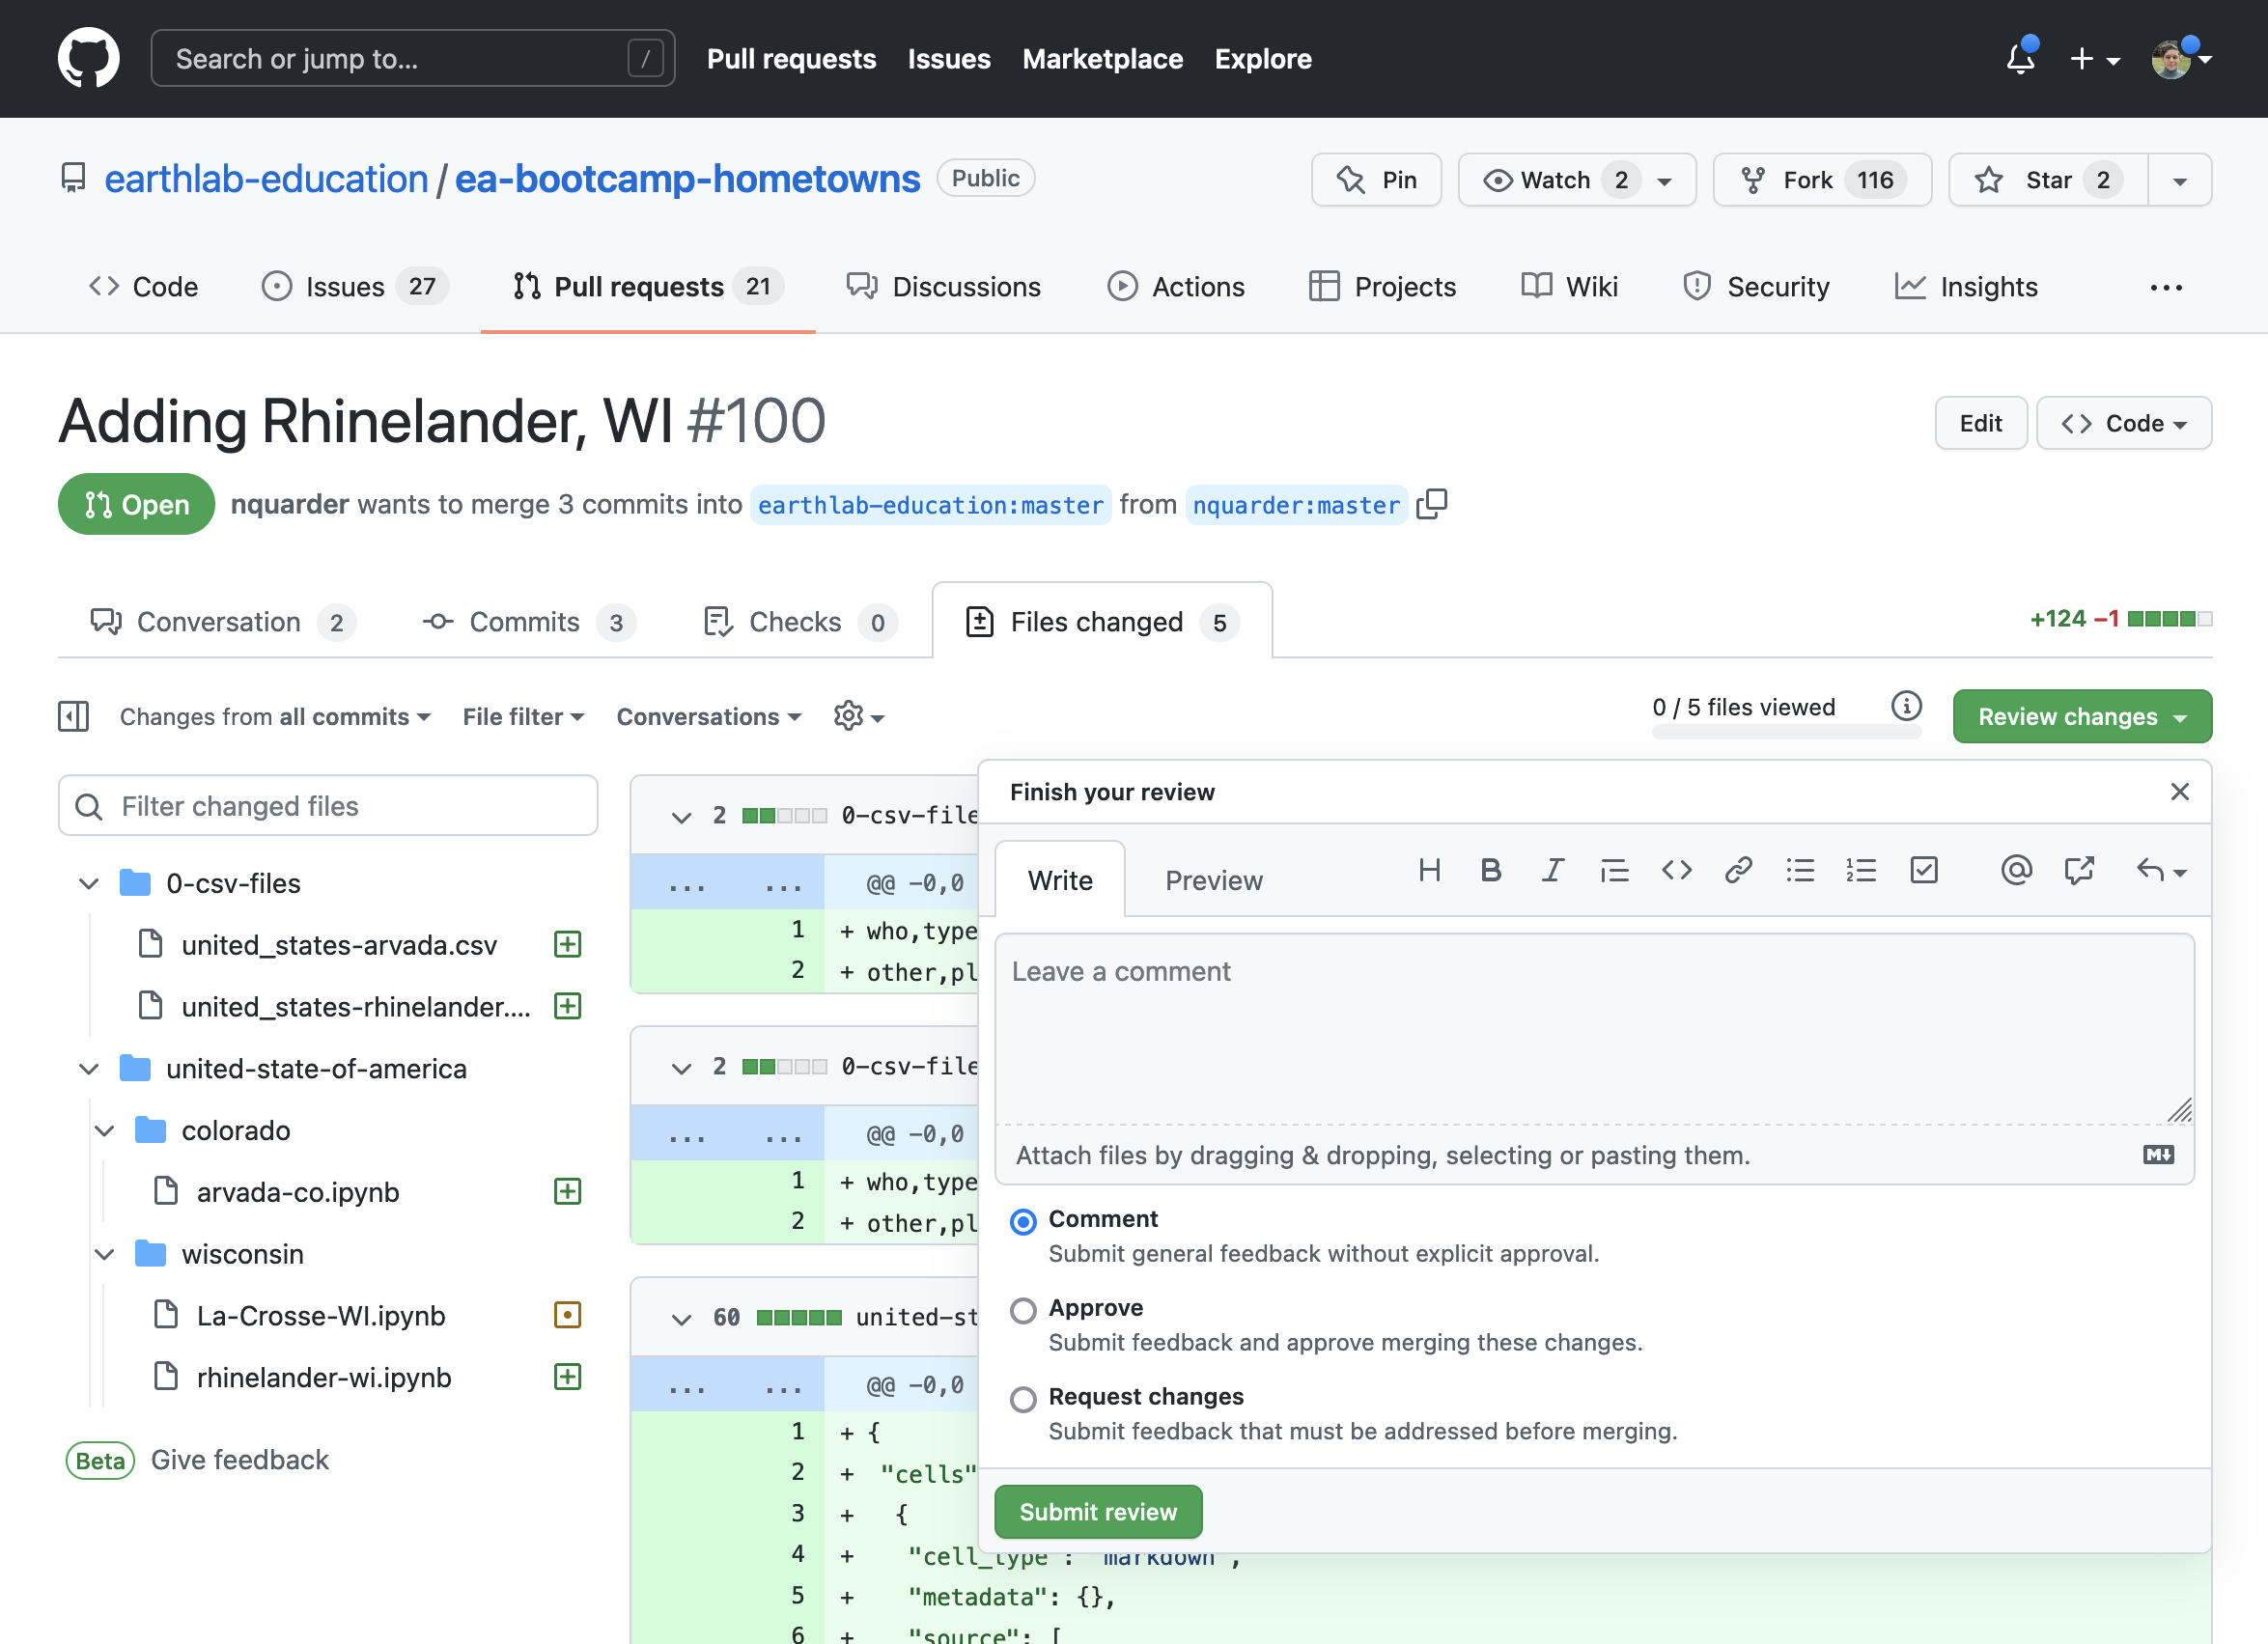 Search or jump to... /
Pull requests Issues Marketplace Explore
earthlab-education / ea-bootcamp-hometowns Public
Pin Watch 2 Fork 116 Star 2
Code Issues 27 Pull requests 21 Discussions Actions Projects Wiki Security Insights ...
Adding Rhinelander, WI #100
Edit <> Code
Open nquarder wants to merge 3 commits into earthlab-education:master from nquarder:master
Conversation 2 Commits 3 Checks 0 Files changed 5
+124 −1
Changes from all commits File filter Conversations
0 / 5 files viewed
Review changes
Filter changed files
0-csv-files
united_states-arvada.csv
united_states-rhinelander....
united-state-of-america
colorado
arvada-co.ipynb
wisconsin
La-Crosse-WI.ipynb
rhinelander-wi.ipynb
Beta Give feedback
2 0-csv-file
... ... @@ -0,0
1 + who,type
2 + other,pl
2 0-csv-file
... ... @@ -0,0
1 + who,type
2 + other,pl
60 united-st
... ... @@ -0,0
1 + {
2 + "cells"
3 + {
4 + "cell_type": "markdown",
5 + "metadata": {},
6 + "source": [
Finish your review
Write Preview
Leave a comment
Attach files by dragging & dropping, selecting or pasting them.
Comment
Submit general feedback without explicit approval.
Approve
Submit feedback and approve merging these changes.
Request changes
Submit feedback that must be addressed before merging.
Submit review